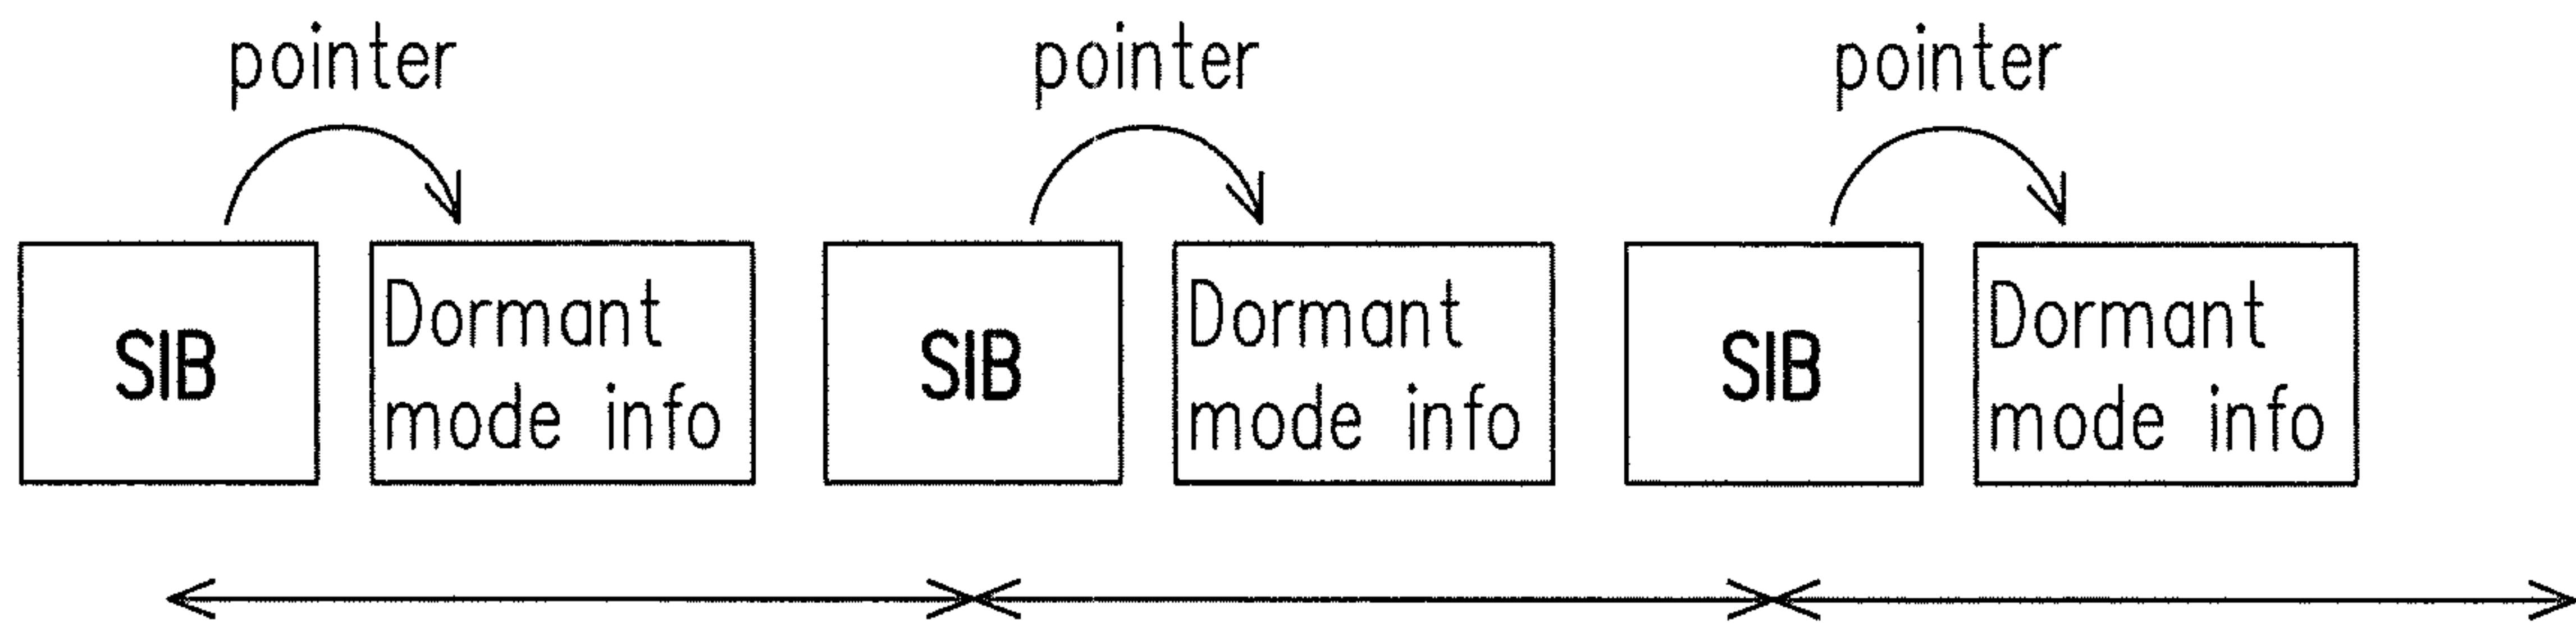 pointer
pointer
pointer
SIB
Dormant
mode info
SIB
Dormant
mode info
SIB
Dormant
mode info